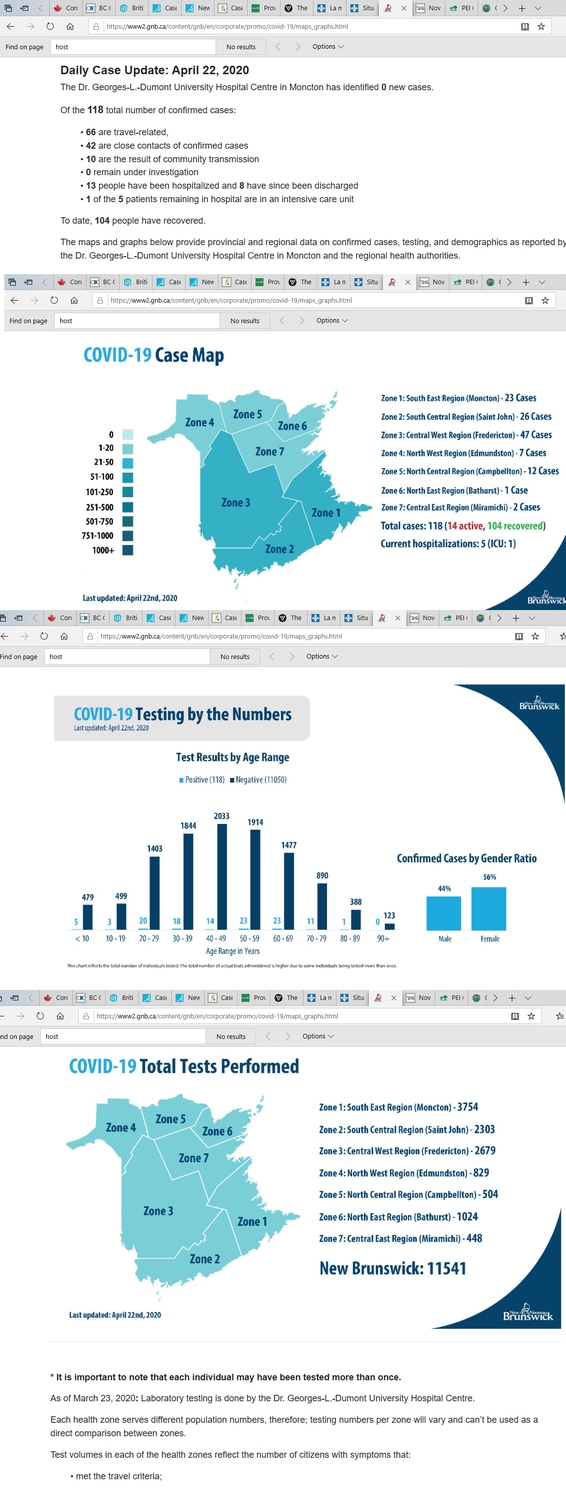 Con
BC (
Briti
Case
New
Case
Prov
The
La n
Situ
Nov
PEI (
https://www2.gnb.ca/content/gnb/en/corporate/promo/covid-19/maps_graphs.html
Find on page host No results Options
Daily Case Update: April 22, 2020
The Dr. Georges-L.-Dumont University Hospital Centre in Moncton has identified 0 new cases.
Of the 118 total number of confirmed cases:
• 66 are travel-related,
• 42 are close contacts of confirmed cases
• 10 are the result of community transmission
• 0 remain under investigation
• 13 people have been hospitalized and 8 have since been discharged
• 1 of the 5 patients remaining in hospital are in an intensive care unit
To date, 104 people have recovered.
The maps and graphs below provide provincial and regional data on confirmed cases, testing, and demographics as reported by
the Dr. Georges-L.-Dumont University Hospital Centre in Moncton and the regional health authorities.
https://www2.gnb.ca/content/gnb/en/corporate/promo/covid-19/maps_graphs.html
Find on page host No results Options
COVID-19 Case Map
0
1-20
21-50
51-100
101-250
251-500
501-750
751-1000
1000+
Zone 4
Zone 5
Zone 6
Zone 7
Zone 3
Zone 1
Zone 2
Zone 1: South East Region (Moncton) - 23 Cases
Zone 2: South Central Region (Saint John) - 26 Cases
Zone 3: Central West Region (Fredericton) - 47 Cases
Zone 4: North West Region (Edmundston) - 7 Cases
Zone 5: North Central Region (Campbellton) - 12 Cases
Zone 6: North East Region (Bathurst) - 1 Case
Zone 7: Central East Region (Miramichi) - 2 Cases
Total cases: 118 (14 active, 104 recovered)
Current hospitalizations: 5 (ICU: 1)
Last updated: April 22nd, 2020
Brunswick
https://www2.gnb.ca/content/gnb/en/corporate/promo/covid-19/maps_graphs.html
Find on page host No results Options
COVID-19 Testing by the Numbers
Last updated: April 22nd, 2020
Brunswick
Test Results by Age Range
Positive (118) Negative (11050)
479 499 1403 1844 2033 1914 1477 890 388 123
5 3 20 18 14 23 23 11 1 0
< 10 10 - 19 20 - 29 30 - 39 40 - 49 50 - 59 60 - 69 70 - 79 80 - 89 90+
Age Range in Years
Confirmed Cases by Gender Ratio
44% 56%
Male Female
This chart reflects the total number of individuals tested. The total number of actual tests administered is higher due to some individuals being tested more than once.
https://www2.gnb.ca/content/gnb/en/corporate/promo/covid-19/maps_graphs.html
nd on page host No results Options
COVID-19 Total Tests Performed
Zone 4
Zone 5
Zone 6
Zone 7
Zone 3
Zone 1
Zone 2
Zone 1: South East Region (Moncton) - 3754
Zone 2: South Central Region (Saint John) - 2303
Zone 3: Central West Region (Fredericton) - 2679
Zone 4: North West Region (Edmundston) - 829
Zone 5: North Central Region (Campbellton) - 504
Zone 6: North East Region (Bathurst) - 1024
Zone 7: Central East Region (Miramichi) - 448
New Brunswick: 11541
Last updated: April 22nd, 2020
Brunswick
* It is important to note that each individual may have been tested more than once.
As of March 23, 2020: Laboratory testing is done by the Dr. Georges-L.-Dumont University Hospital Centre.
Each health zone serves different population numbers, therefore; testing numbers per zone will vary and can't be used as a
direct comparison between zones.
Test volumes in each of the health zones reflect the number of citizens with symptoms that:
• met the travel criteria;